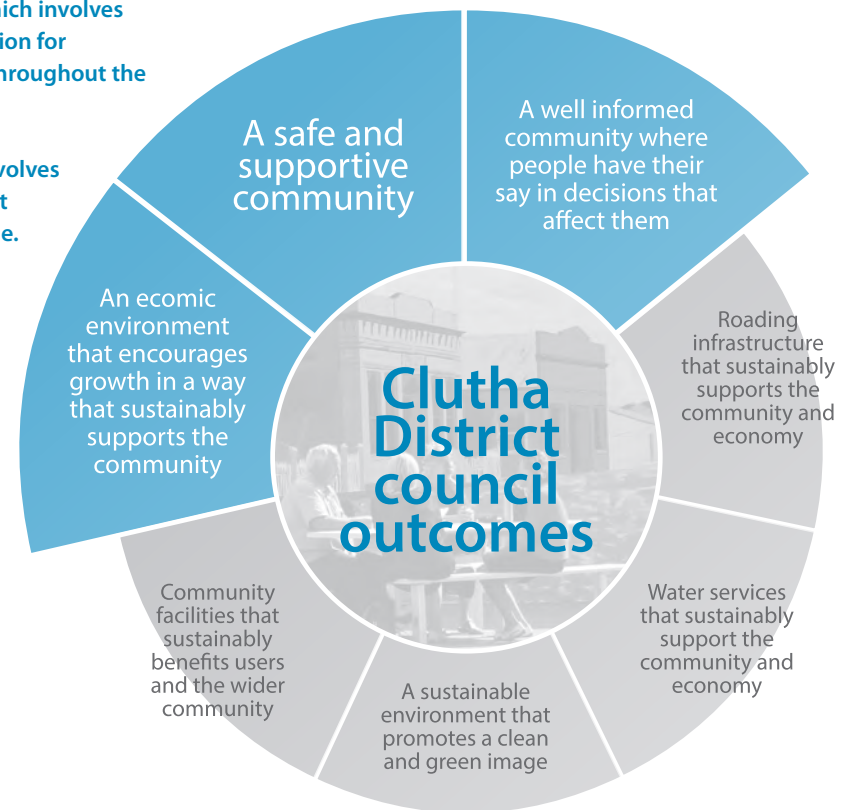 which involves
ion for
throughout the
volves
t
e.
A safe and
supportive
community
A well informed
community where
people have their
say in decisions that
affect them
An ecomic
environment
that encourages
growth in a way
that sustainably
supports the
community
Roading
infrastructure
that sustainably
supports the
community and
economy
Clutha
District
council
outcomes
Community
facilities that
sustainably
benefits users
and the wider
community
Water services
that sustainably
support the
community and
economy
A sustainable
environment that
promotes a clean
and green image